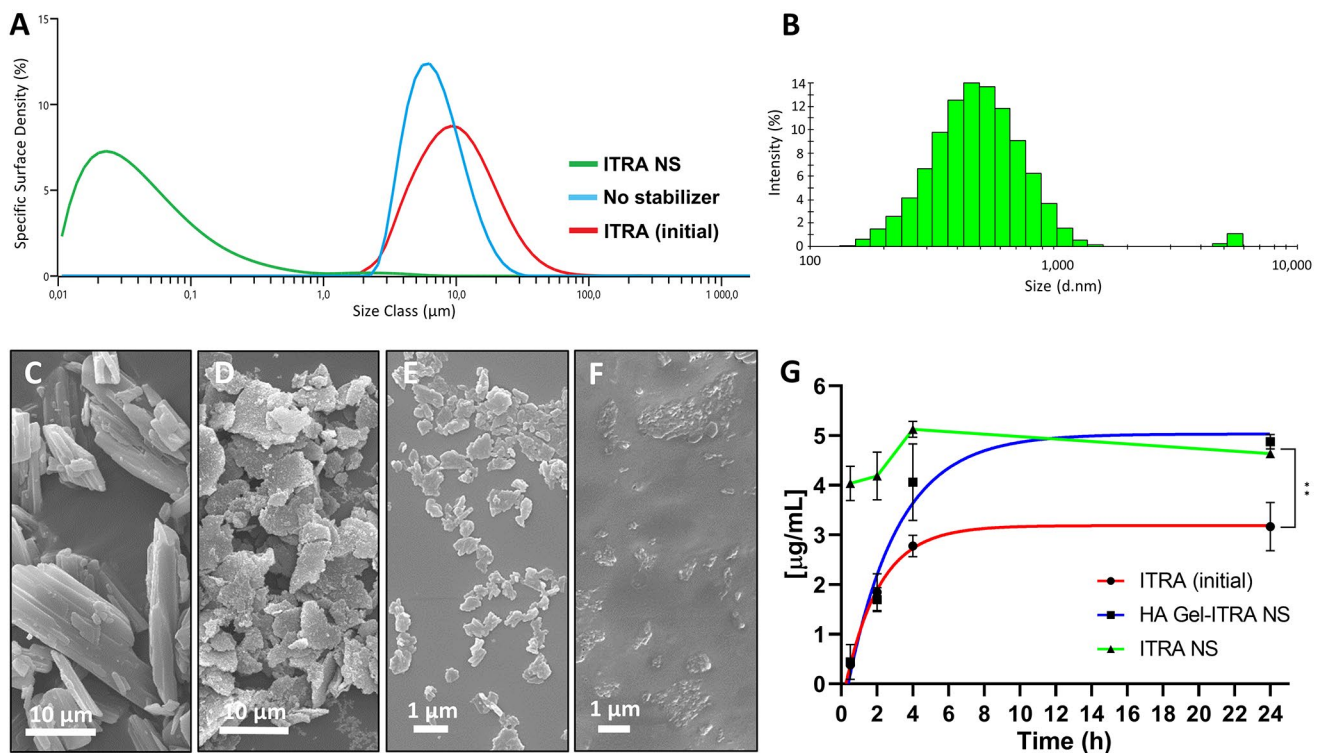 A
Specific Surface Density (%)
15
10
5
0
0,01
0,1
1,0
10,0
100,0
1 000,0
Size Class (µm)
ITRA NS
No stabilizer
ITRA (initial)
B
Intensity (%)
14
12
10
8
6
4
2
0
100
1,000
10,000
Size (d.nm)
C
10 µm
D
10 µm
E
1 µm
F
1 µm
G
[µg/mL]
6
5
4
3
2
1
0
0 2 4 6 8 10 12 14 16 18 20 22 24
Time (h)
**
ITRA (initial)
HA Gel-ITRA NS
ITRA NS